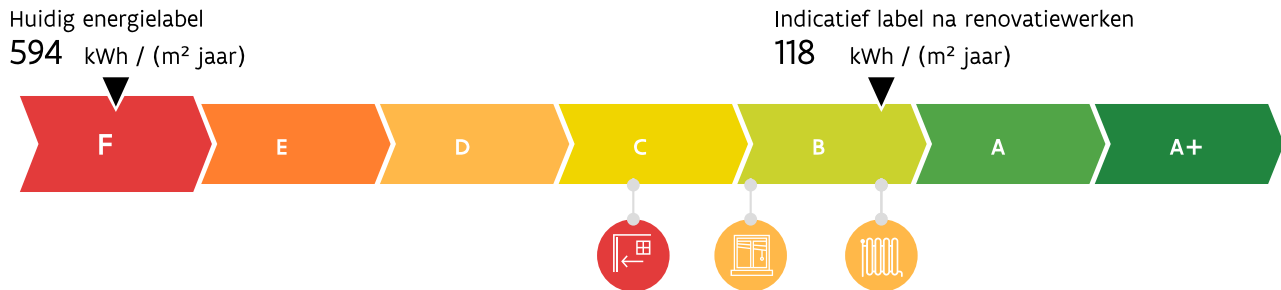 Huidig energielabel
594 kWh / (m² jaar)
Indicatief label na renovatiewerken
118 kWh / (m² jaar)
F E D C B A A+